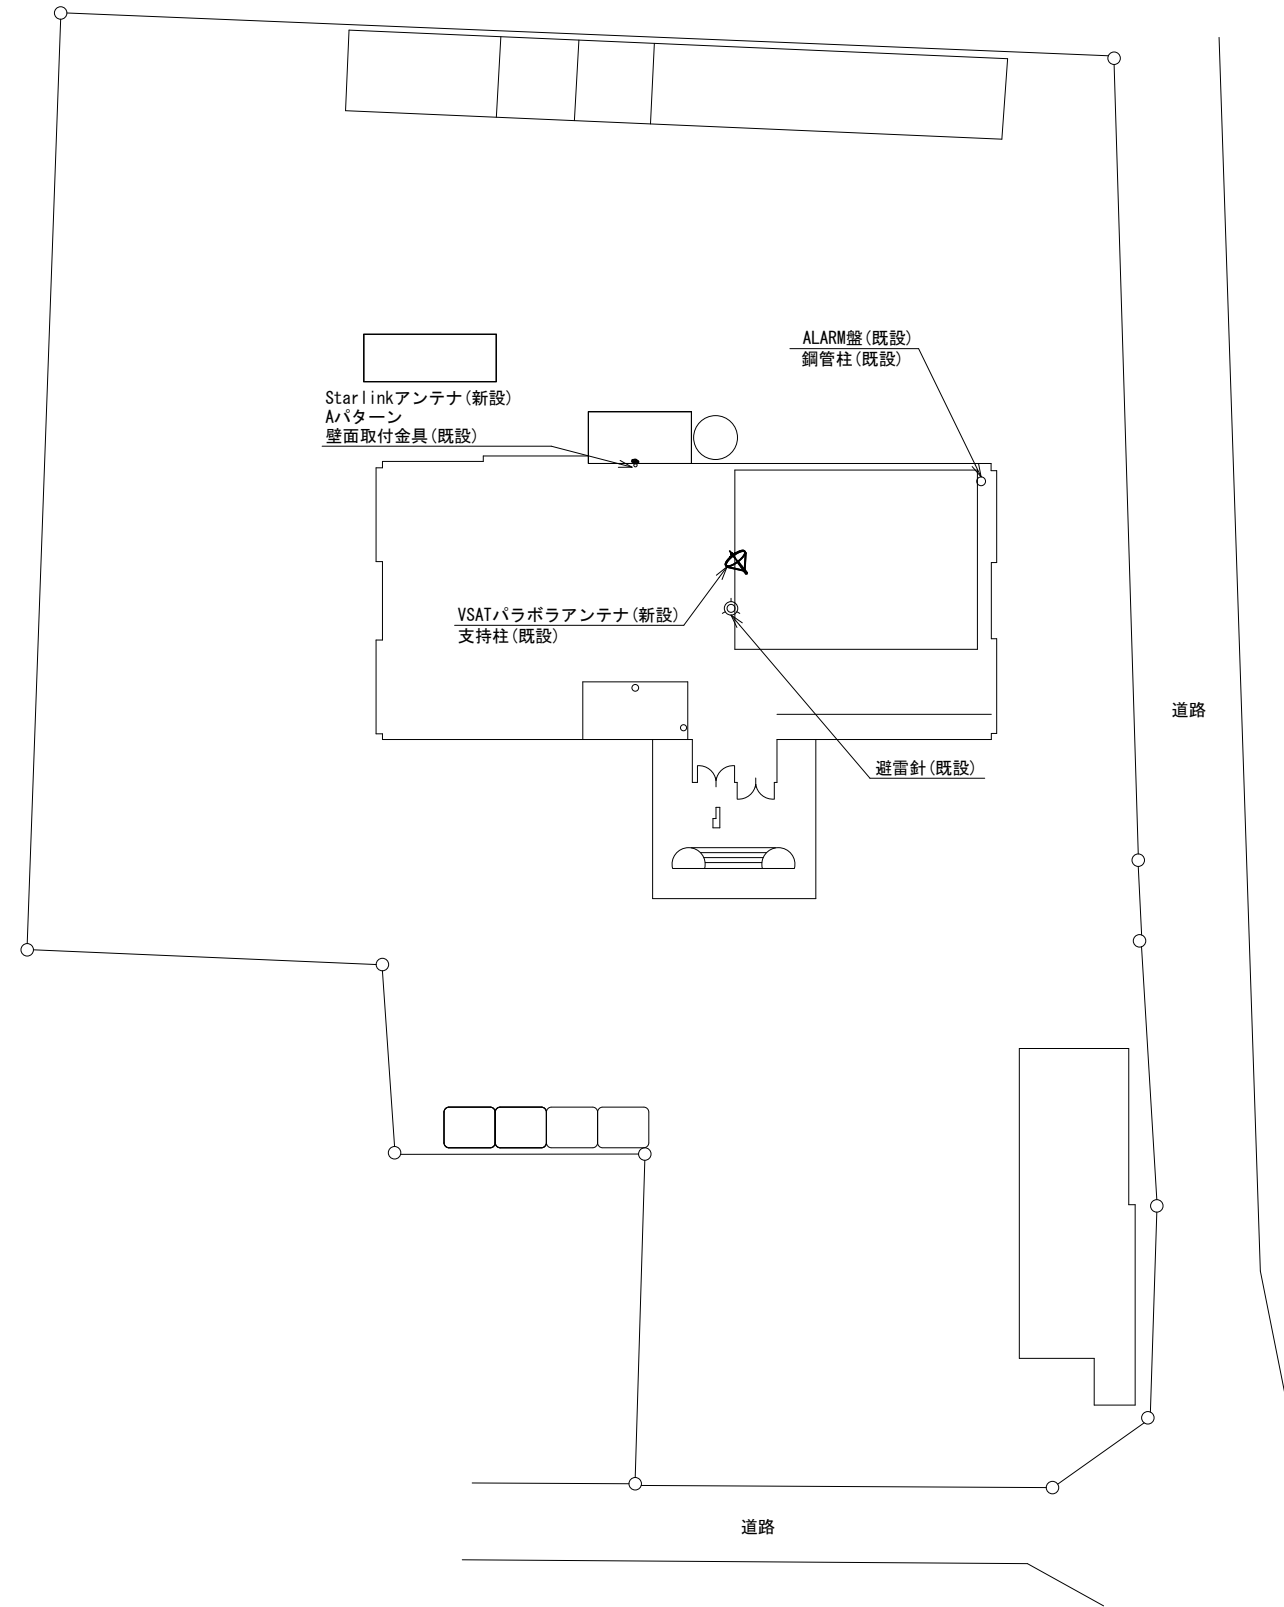 ALARM盤(既設)
鋼管柱(既設)
Starlinkアンテナ(新設)
Aパターン
壁面取付金具(既設)
VSATパラボラアンテナ(新設)
支持柱(既設)
道路
避雷針(既設)
道路